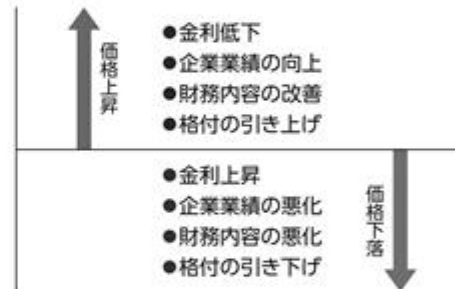 価格上昇
●金利低下
●企業業績の向上
●財務内容の改善
●格付の引き上げ
●金利上昇
●企業業績の悪化
●財務内容の悪化
●格付の引き下げ
価格下落